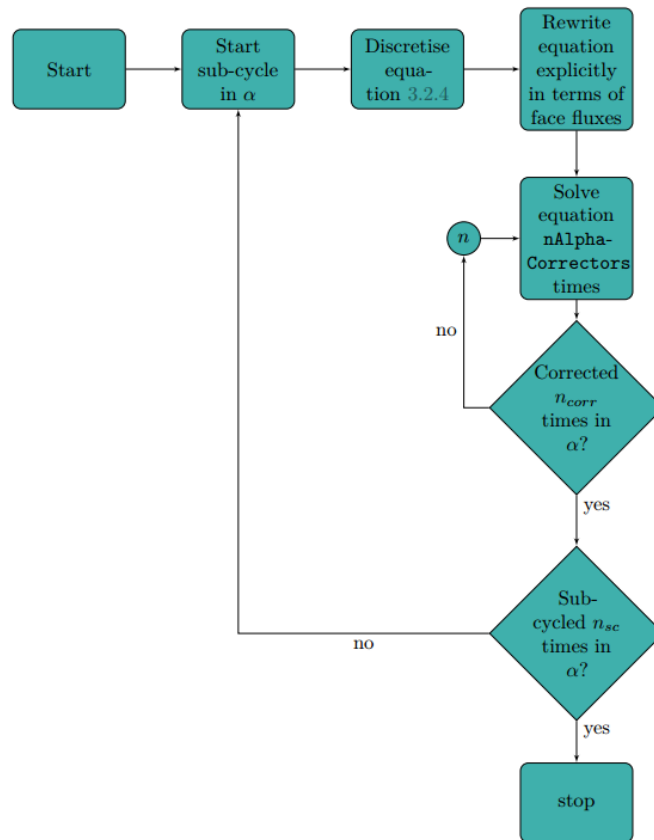 Start
Start
sub-cycle
in α
Discretise
equa-
tion 3.2.4
Rewrite
equation
explicitly
in terms of
face fluxes
Solve
equation
nAlpha-
Correctors
times
n
no
Corrected
n_corr
times in
α?
yes
Sub-
cycled n_sc
times in
α?
no
yes
stop